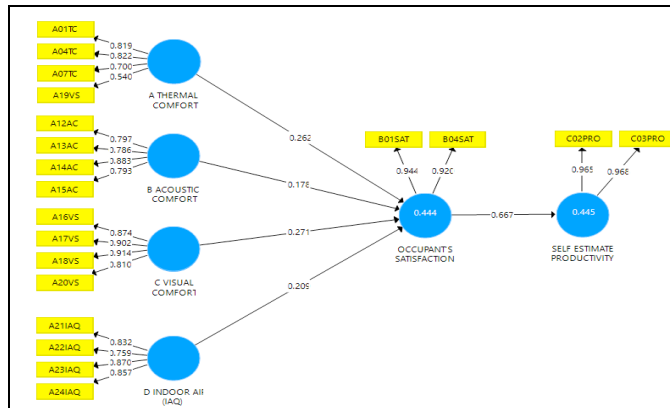 A01TC
A04TC
A07TC
A19VS
0.819
0.822
0.700
0.540
A THERMAL
COMFORT
A12AC
A13AC
A14AC
A15AC
0.797
0.786
0.883
0.793
B ACOUSTIC
COMFORT
A16VS
A17VS
A18VS
A20VS
0.874
0.902
0.914
0.810
C VISUAL
COMFORT
A21IAQ
A22IAQ
A23IAQ
A24IAQ
0.832
0.759
0.870
0.857
D INDOOR AIR
(IAQ)
0.262
0.178
0.271
0.209
B01SAT
B04SAT
0.944
0.920
0.444
OCCUPANT'S
SATISFACTION
0.667
C02PRO
C03PRO
0.965
0.968
0.445
SELF ESTIMATE
PRODUCTIVITY